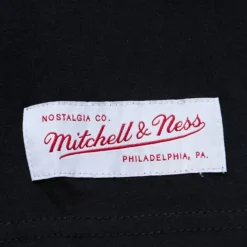 NOSTALGIA CO.
Mitchell & Ness
PHILADELPHIA, PA.